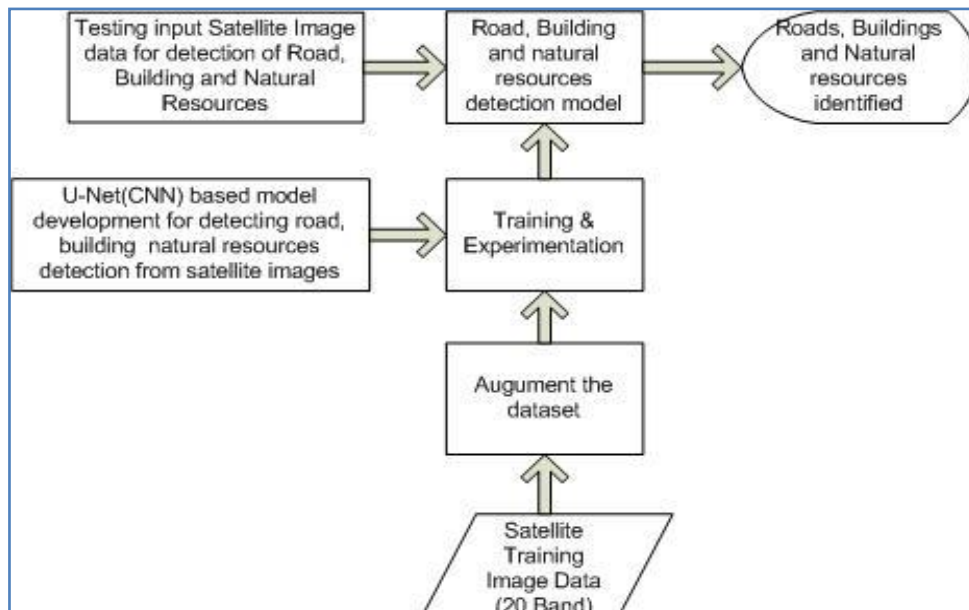 Testing input Satellite Image
data for detection of Road,
Building and Natural
Resources
Road, Building
and natural
resources
detection model
Roads, Buildings
and Natural
resources
identified
U-Net(CNN) based model
development for detecting road,
building natural resources
detection from satellite images
Training &
Experimentation
Augument the
dataset
Satellite
Training
Image Data
(20 Band)